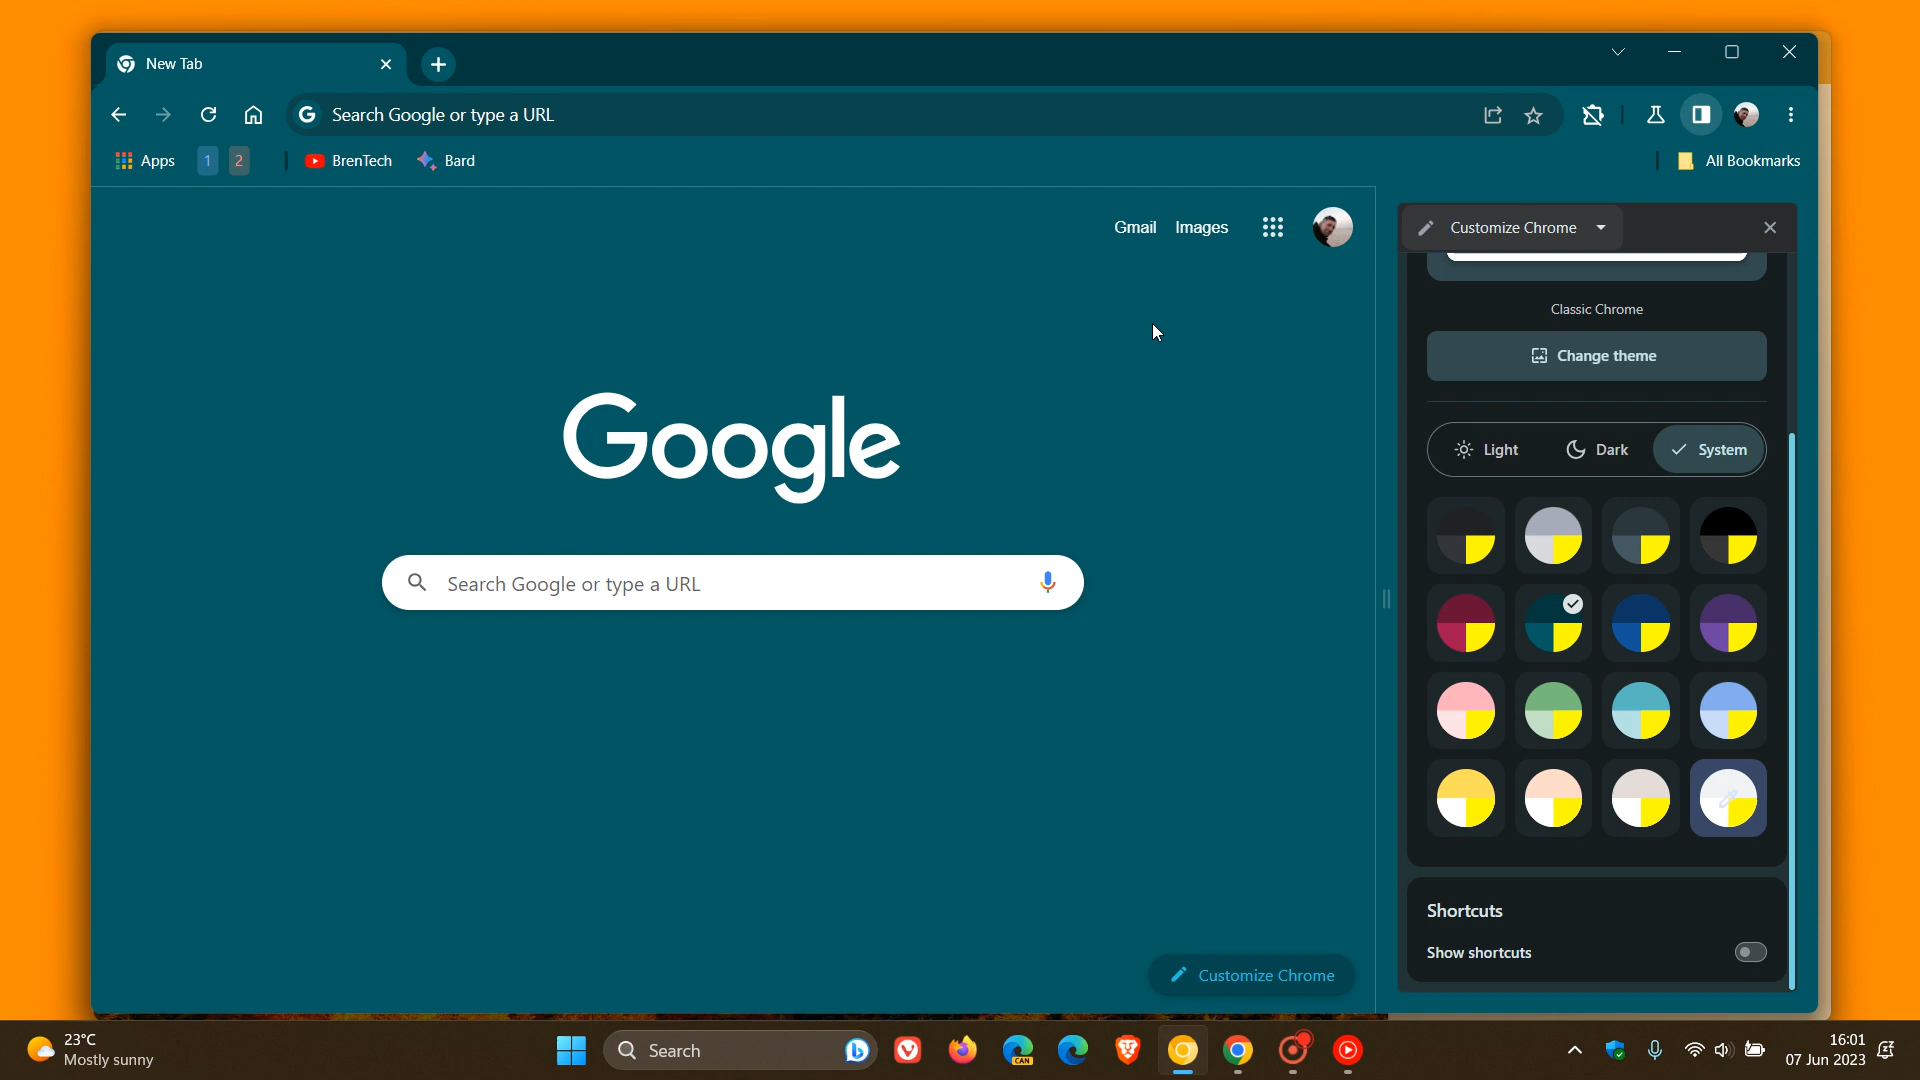 New Tab
Search Google or type a URL
Apps
1
2
BrenTech
Bard
All Bookmarks
Gmail
Images
Google
Search Google or type a URL
Customize Chrome
Customize Chrome
Classic Chrome
Change theme
Light
Dark
System
Shortcuts
Show shortcuts
23°C
Mostly sunny
Search
CAN
16:01
07 Jun 2023